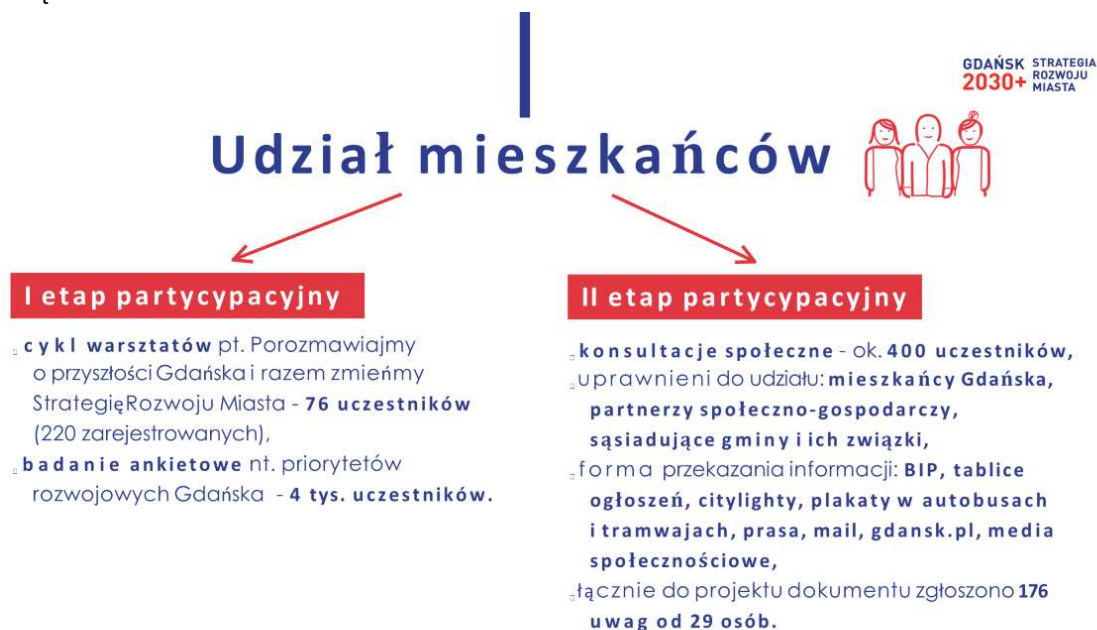 GDAŃSK STRATEGIA
2030+ ROZWOJU
MIASTA
Udział mieszkańców
I etap partycypacyjny
cykl warsztatów pt. Porozmawiajmy
o przyszłości Gdańska i razem zmieńmy
StrategięRozwoju Miasta - 76 uczestników
(220 zarejestrowanych),
badanie ankietowe nt. priorytetów
rozwojowych Gdańska - 4 tys. uczestników.
II etap partycypacyjny
konsultacje społeczne - ok. 400 uczestników,
uprawnieni do udziału: mieszkańcy Gdańska,
partnerzy społeczno-gospodarczy,
sąsiadujące gminy i ich związki,
forma przekazania informacji: BIP, tablice
ogłoszeń, citylighty, plakaty w autobusach
i tramwajach, prasa, mail, gdansk.pl, media
społecznościowe,
łącznie do projektu dokumentu zgłoszono 176
uwag od 29 osób.